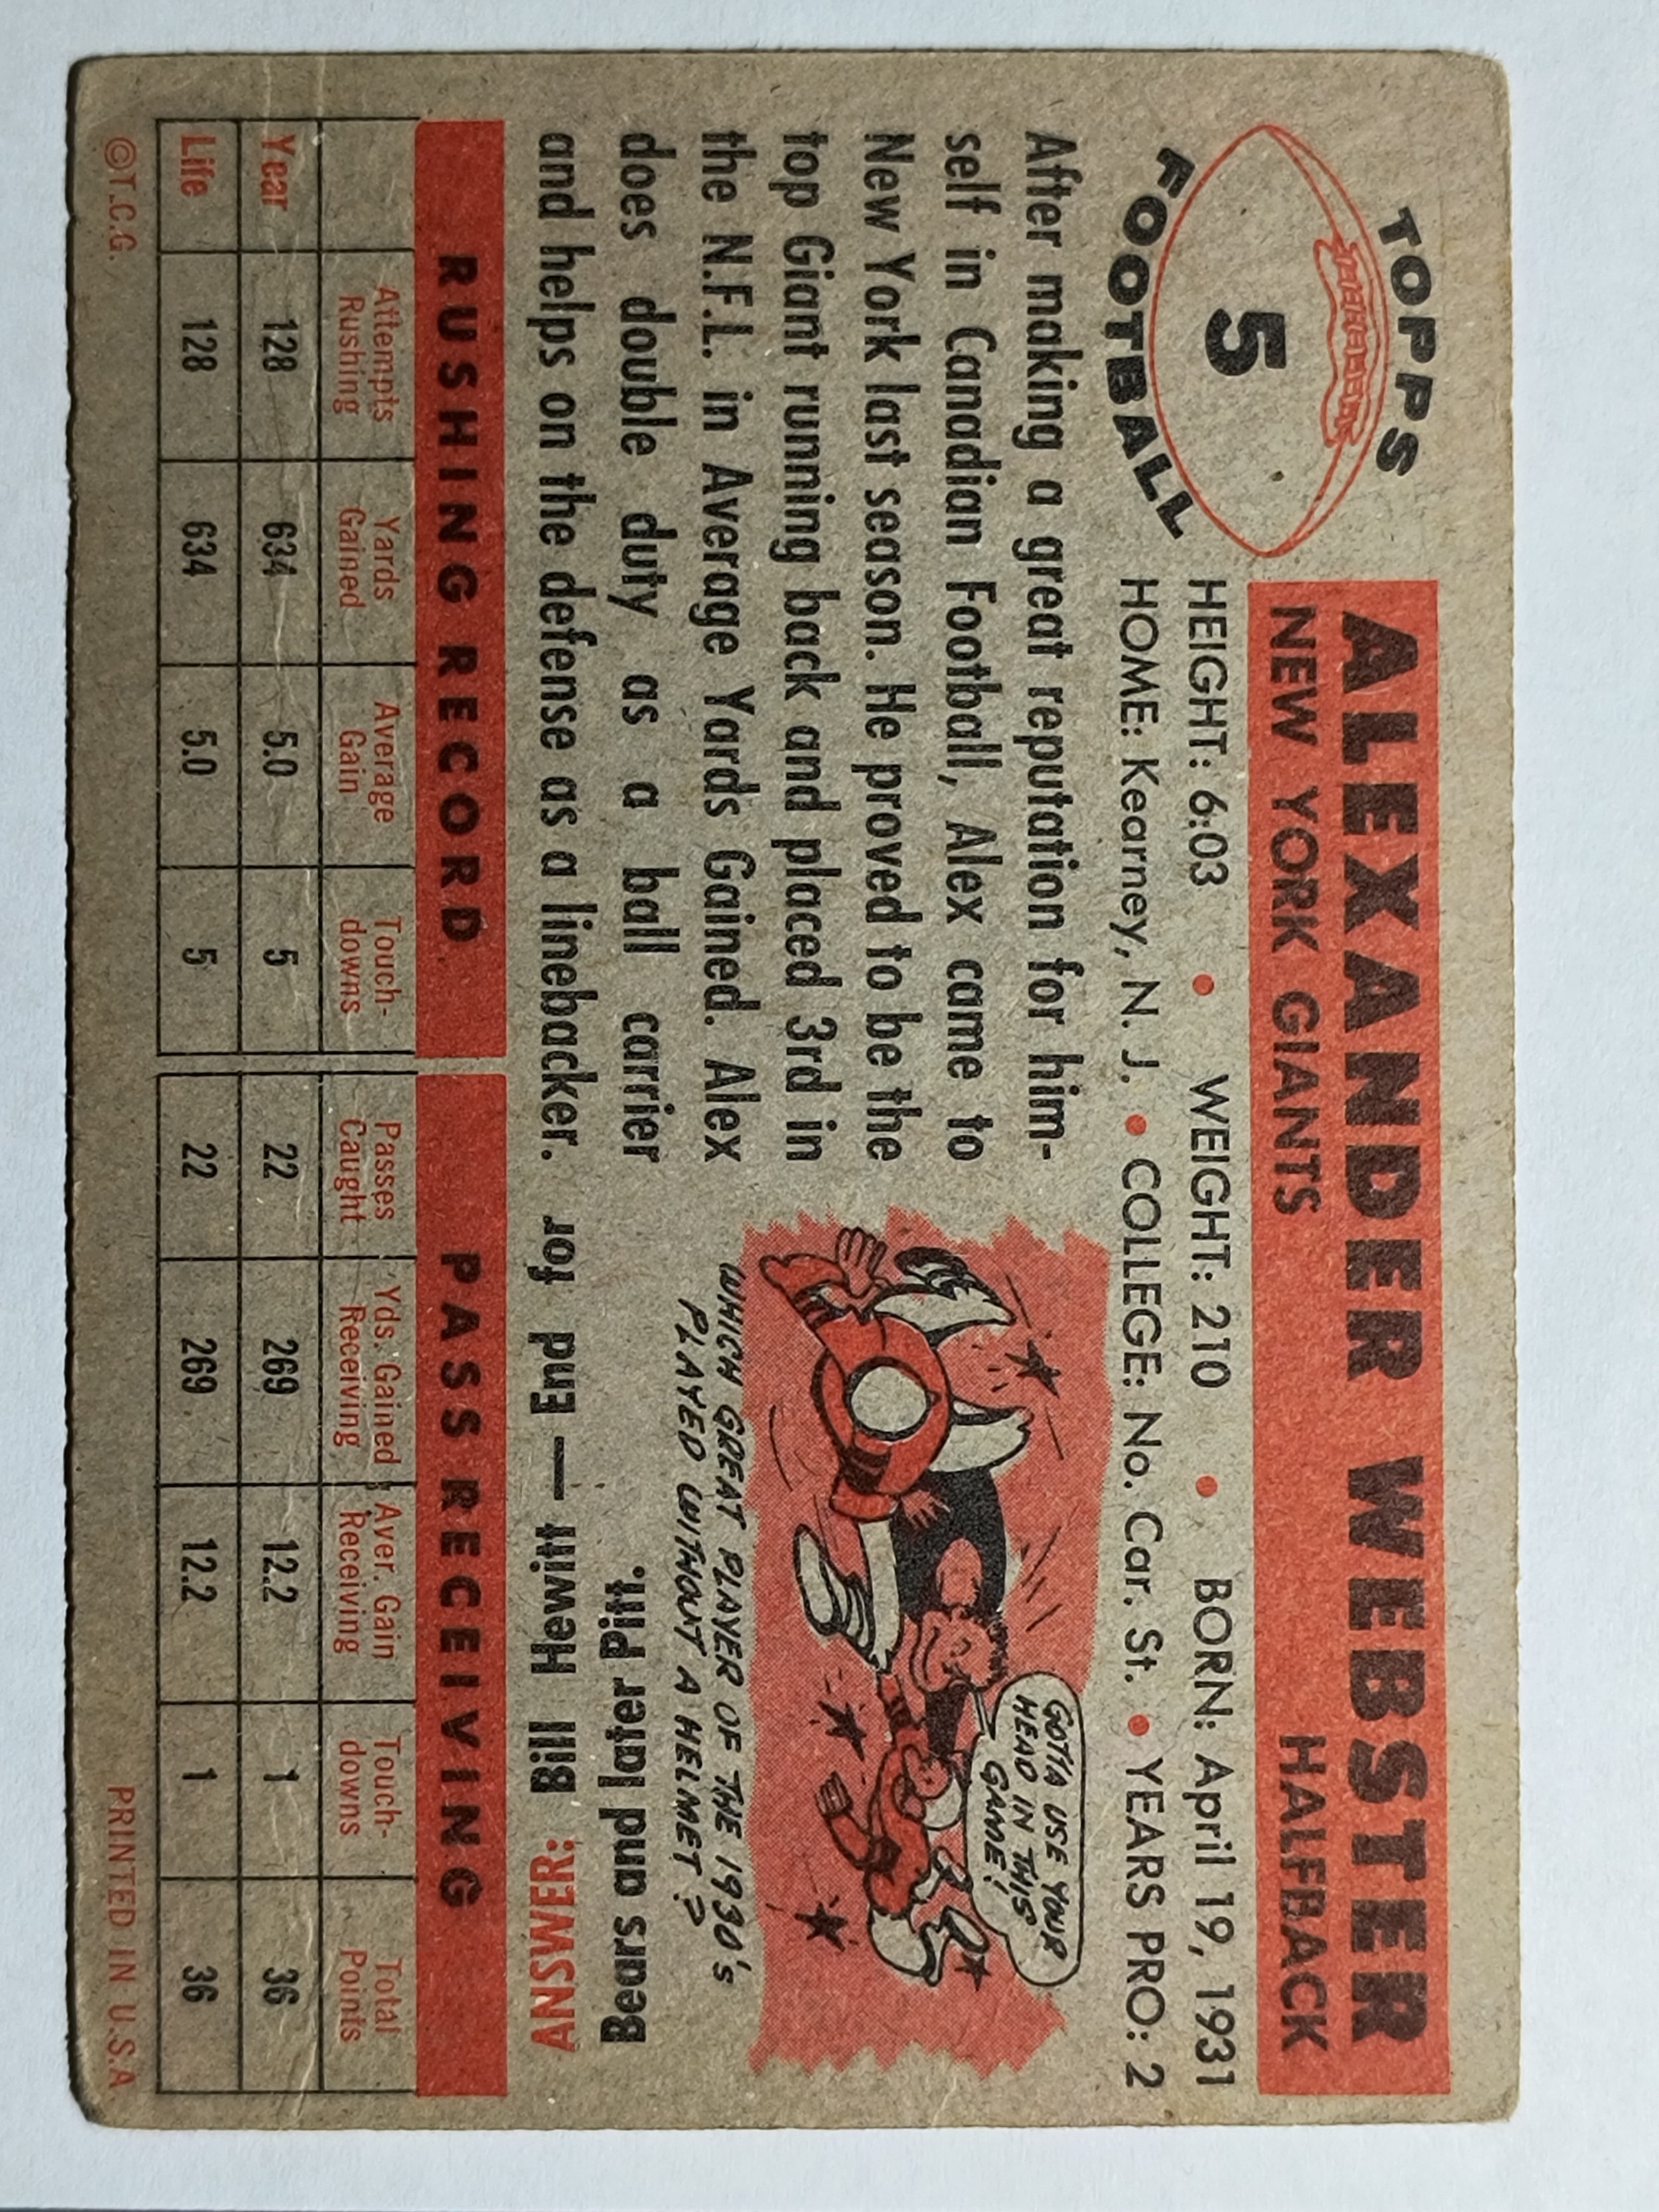 TOPPS
5
FOOTBALL
ALEXANDER WEBSTER
NEW YORK GIANTS HALFBACK
HEIGHT: 6:03 • WEIGHT: 210 • BORN: April 19, 1931
HOME: Kearney, N. J. • COLLEGE: No. Car. St. • YEARS PRO: 2
After making a great reputation for him-
self in Canadian Football, Alex came to
New York last season. He proved to be the
top Giant running back and placed 3rd in
the N.F.L. in Average Yards Gained. Alex
does double duty as a ball carrier
and helps on the defense as a linebacker.
GOTTA USE YOUR
HEAD IN THIS
GAME!
WHICH GREAT PLAYER OF THE 1930's
PLAYED WITHOUT A HELMET?
ANSWER: Bill Hewitt — End for
Bears and later Pitt.
RUSHING RECORD PASS RECEIVING
Attempts Rushing Yards Gained Average Gain Touch-downs Passes Caught Yds. Gained Receiving Aver. Gain Receiving Touch-downs Total Points
Year 128 634 5.0 5 22 269 12.2 1 36
Life 128 634 5.0 5 22 269 12.2 1 36
©T.C.G. PRINTED IN U.S.A